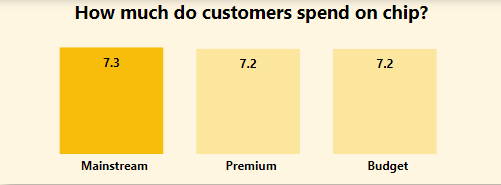 How much do customers spend on chip?
7.3
7.2
7.2
Mainstream
Premium
Budget